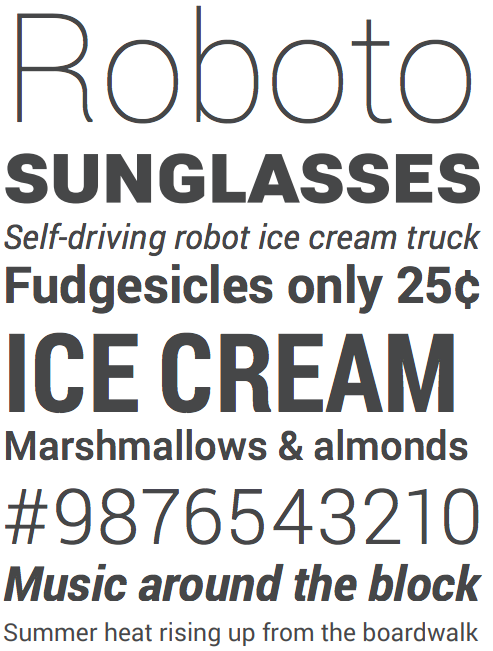 Roboto
SUNGLASSES
Self-driving robot ice cream truck
Fudgesicles only 25¢
ICE CREAM
Marshmallows & almonds
#9876543210
Music around the block
Summer heat rising up from the boardwalk